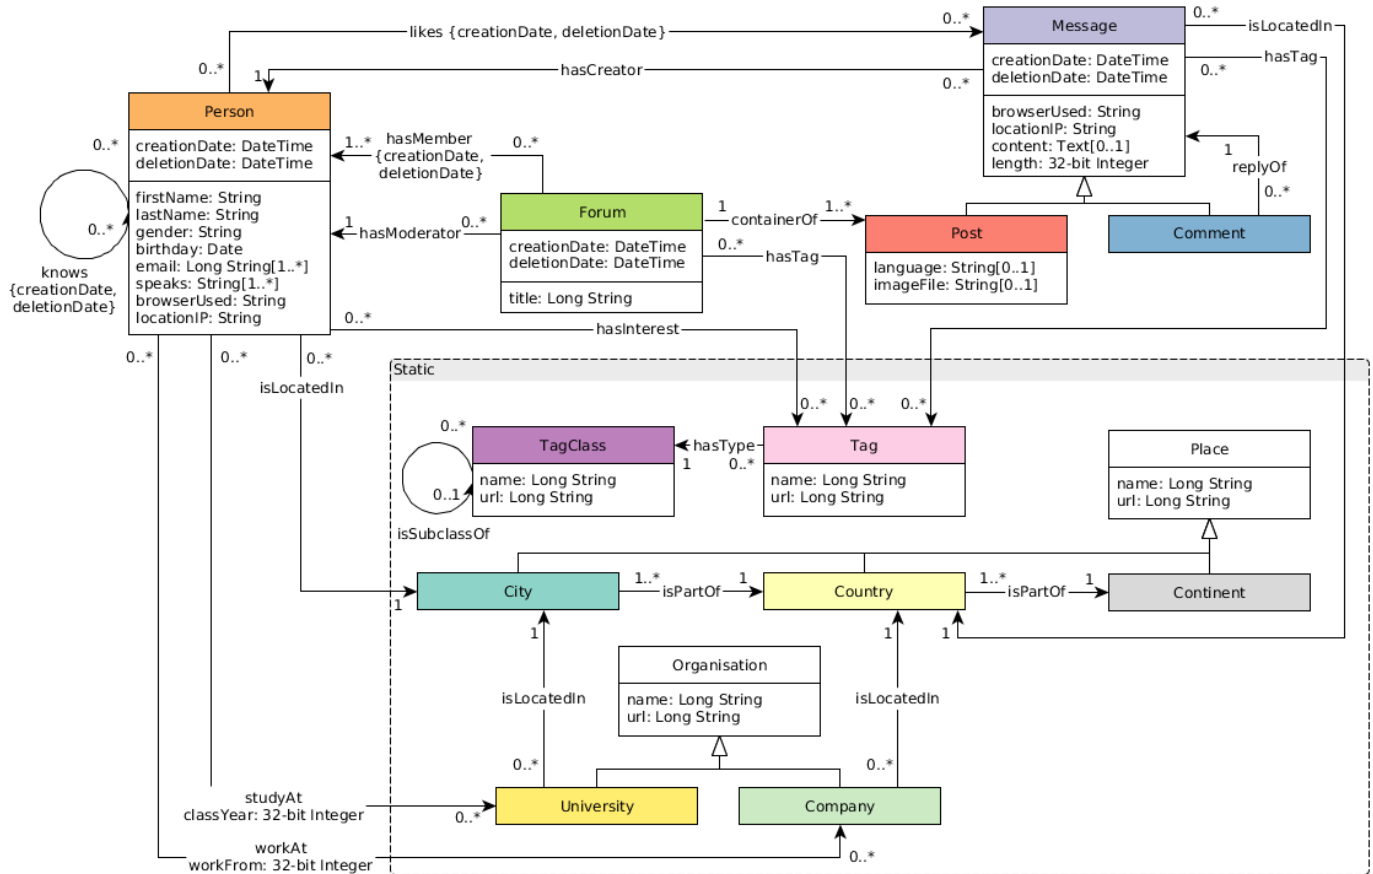 0..*
Message
0..*
isLocatedIn
likes {creationDate, deletionDate}
creationDate: DateTime
deletionDate: DateTime
hasTag
0..*
0..*
1
hasCreator
0..*
Person
browserUsed: String
locationIP: String
content: Text[0..1]
length: 32-bit Integer
0..*
creationDate: DateTime
deletionDate: DateTime
1..*
hasMember
{creationDate,
deletionDate}
0..*
1
replyOf
0..*
firstName: String
lastName: String
gender: String
birthday: Date
email: Long String[1..*]
speaks: String[1..*]
browserUsed: String
locationIP: String
0..*
knows
{creationDate,
deletionDate}
1
hasModerator
0..*
Forum
creationDate: DateTime
deletionDate: DateTime
title: Long String
1
containerOf
1..*
0..*
hasTag
Post
language: String[0..1]
imageFile: String[0..1]
Comment
0..*
hasInterest
0..*
0..*
0..*
isLocatedIn
Static
0..*
0..*
0..*
0..*
TagClass
name: Long String
url: Long String
0..1
isSubclassOf
hasType
1
0..*
Tag
name: Long String
url: Long String
Place
name: Long String
url: Long String
1
City
1..*
isPartOf
1
Country
1..*
isPartOf
1
Continent
1
1
1
Organisation
name: Long String
url: Long String
isLocatedIn
isLocatedIn
0..*
0..*
University
Company
studyAt
classYear: 32-bit Integer
0..*
workAt
workFrom: 32-bit Integer
0..*